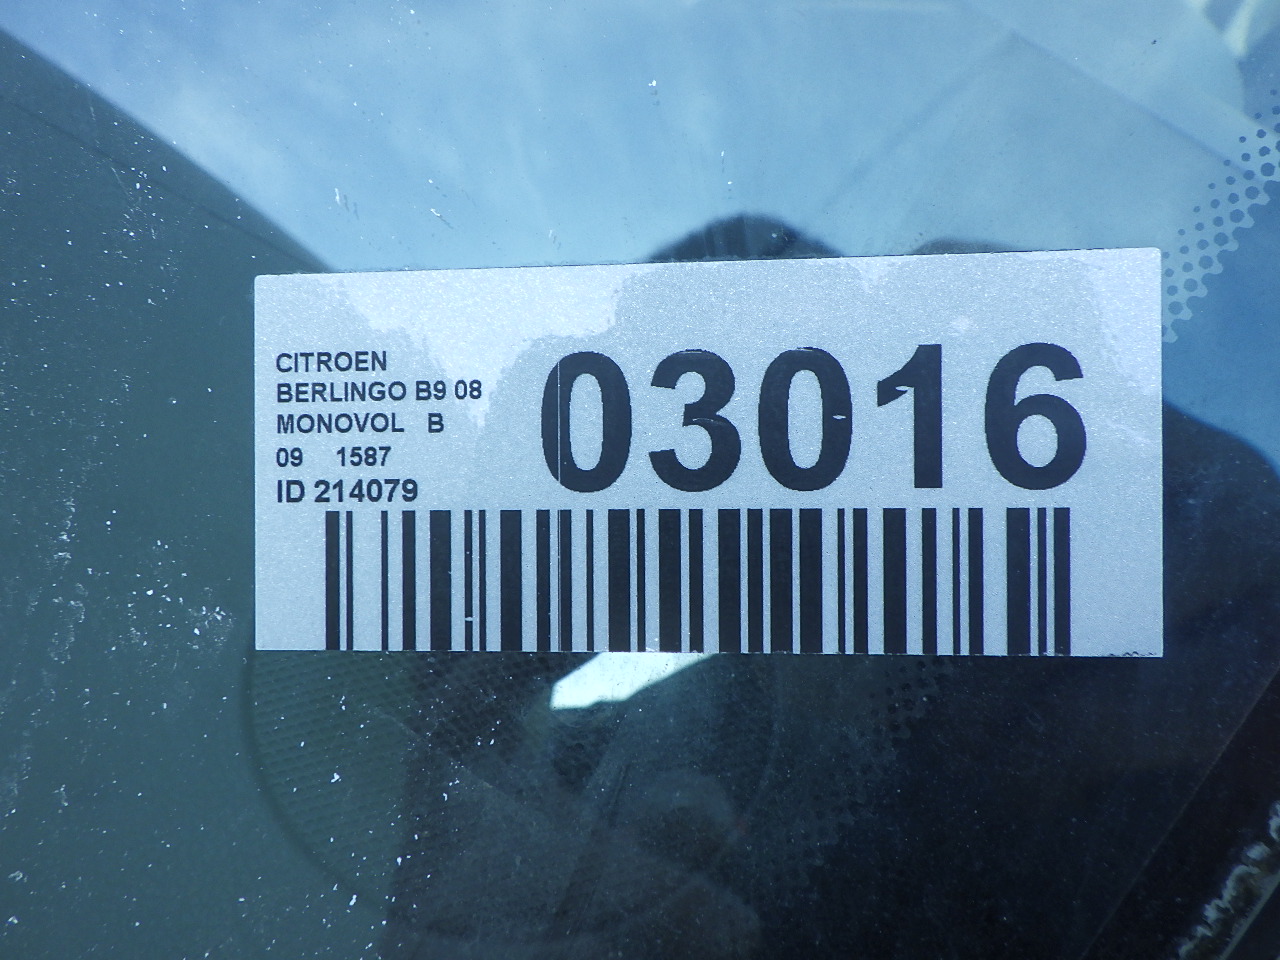 CITROEN
BERLINGO B9 08
MONOVOL B
09 1587
ID 214079
03016